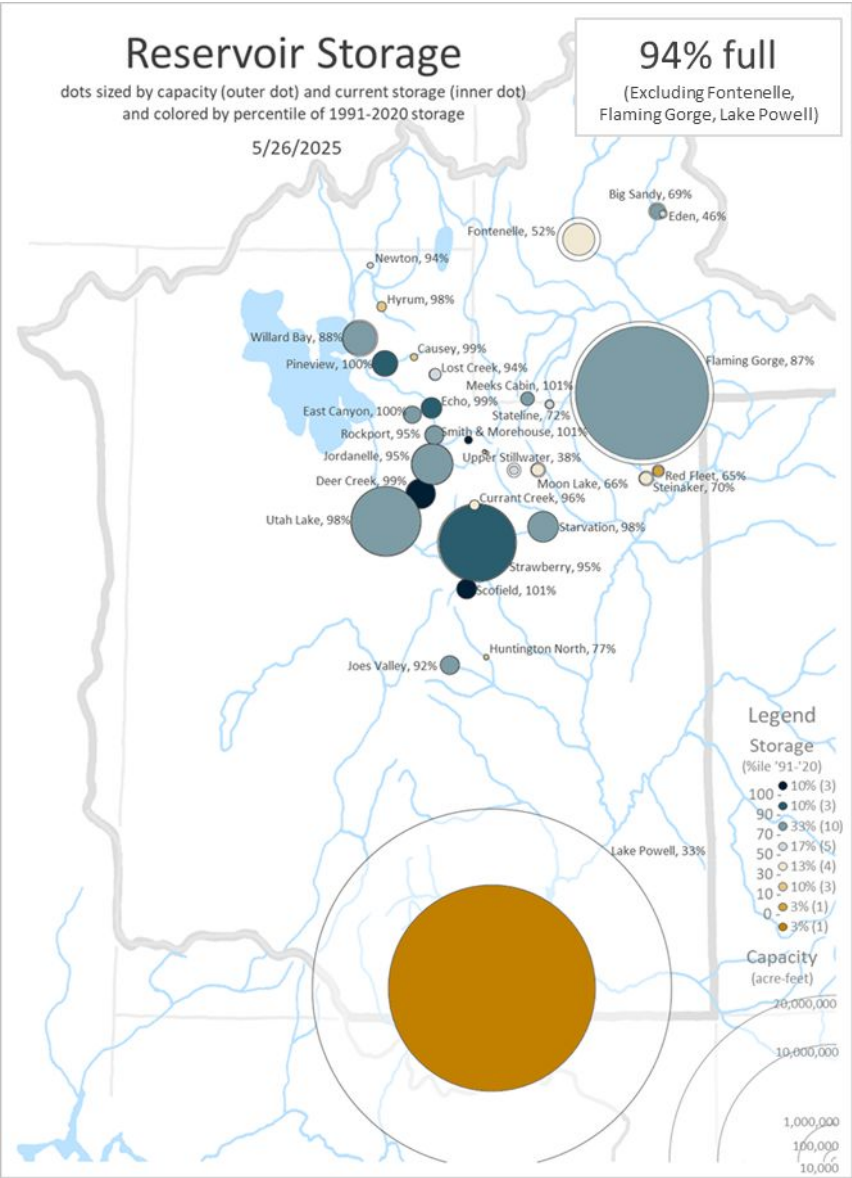 Reservoir Storage
dots sized by capacity (outer dot) and current storage (inner dot)
and colored by percentile of 1991-2020 storage
5/26/2025
94% full
(Excluding Fontenelle,
Flaming Gorge, Lake Powell)
Big Sandy, 69%
Eden, 46%
Fontenelle, 52%
Newton, 94%
Hyrum, 98%
Willard Bay, 88%
Causey, 99%
Pineview, 100%
Lost Creek, 94%
Flaming Gorge, 87%
Meeks Cabin, 101%
Echo, 99%
East Canyon, 100%
Stateline, 72%
Rockport, 95%
Smith & Morehouse, 101%
Jordanelle, 95%
Upper Stillwater, 38%
Red Fleet, 65%
Deer Creek, 99%
Moon Lake, 66%
Steinaker, 70%
Currant Creek, 96%
Utah Lake, 98%
Starvation, 98%
Strawberry, 95%
Scofield, 101%
Huntington North, 77%
Joes Valley, 92%
Lake Powell, 33%
Legend
Storage
(%ile '91-'20)
10% (3)
100 -
10% (3)
90 -
33% (10)
70 -
17% (5)
50 -
13% (4)
30 -
10% (3)
10 -
3% (1)
0 -
3% (1)
Capacity
(acre-feet)
20,000,000
10,000,000
1,000,000
100,000
10,000